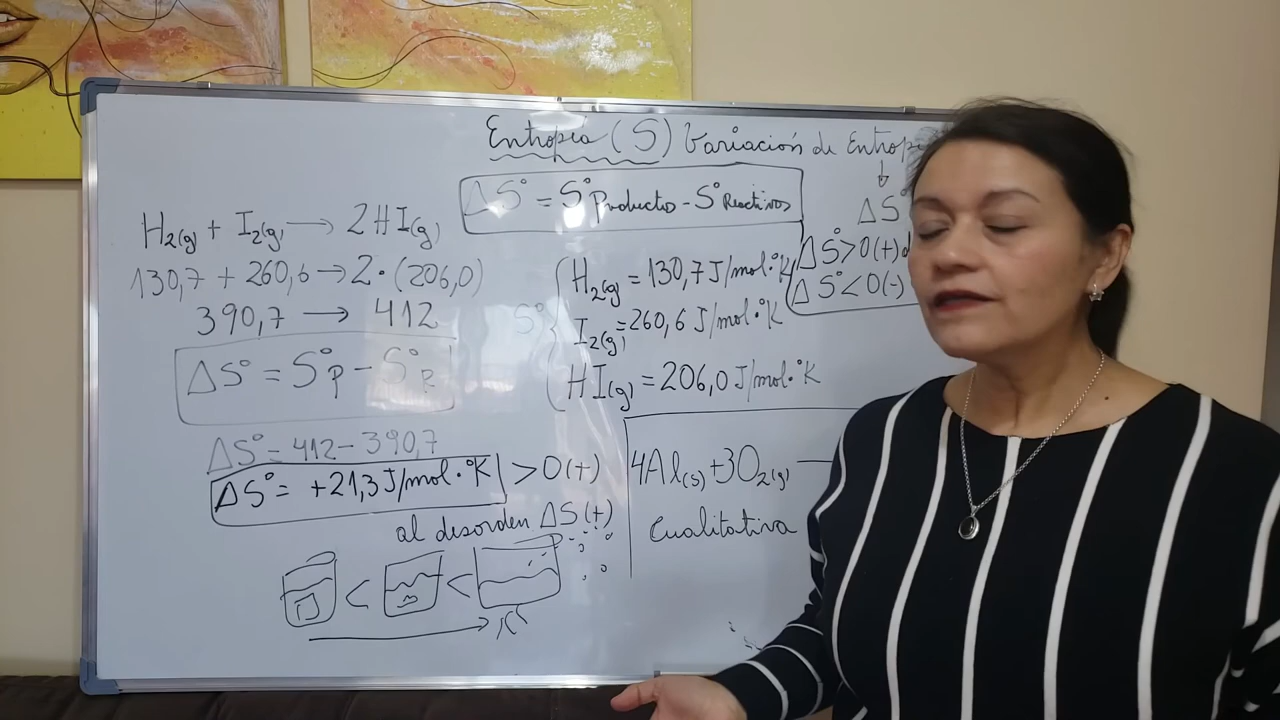 Entropía (S) Variación de Entropí
ΔS° = S°Productos - S°Reactivos
ΔS°
ΔS° > 0 (+) d
ΔS° < 0 (-)
H₂(g) + I₂(g) → 2HI(g)
130,7 + 260,6 → 2·(206,0)
390,7 → 412
ΔS° = S°P - S°R
ΔS° = 412 - 390,7
ΔS° = +21,3 J/mol·°K > 0 (+)
al desorden ΔS (+)
< <
S°
H₂(g) = 130,7 J/mol·°K
I₂(g) = 260,6 J/mol·°K
HI(g) = 206,0 J/mol·°K
4Al(s) + 3O₂(g) —
Cualitativa